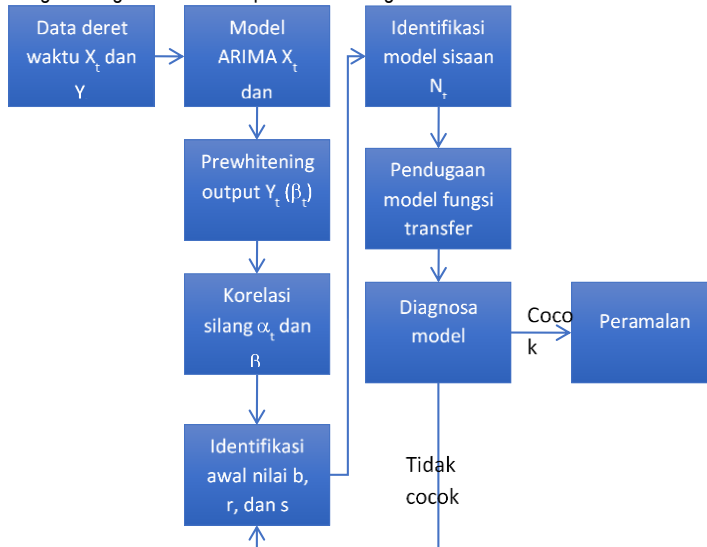 Data deret
waktu Xt dan
Y
Model
ARIMA Xt
dan
Prewhitening
output Yt (βt)
Korelasi
silang αt dan
β
Identifikasi
awal nilai b,
r, dan s
Identifikasi
model sisaan
Nt
Pendugaan
model fungsi
transfer
Diagnosa
model
Coco
k
Peramalan
Tidak
cocok